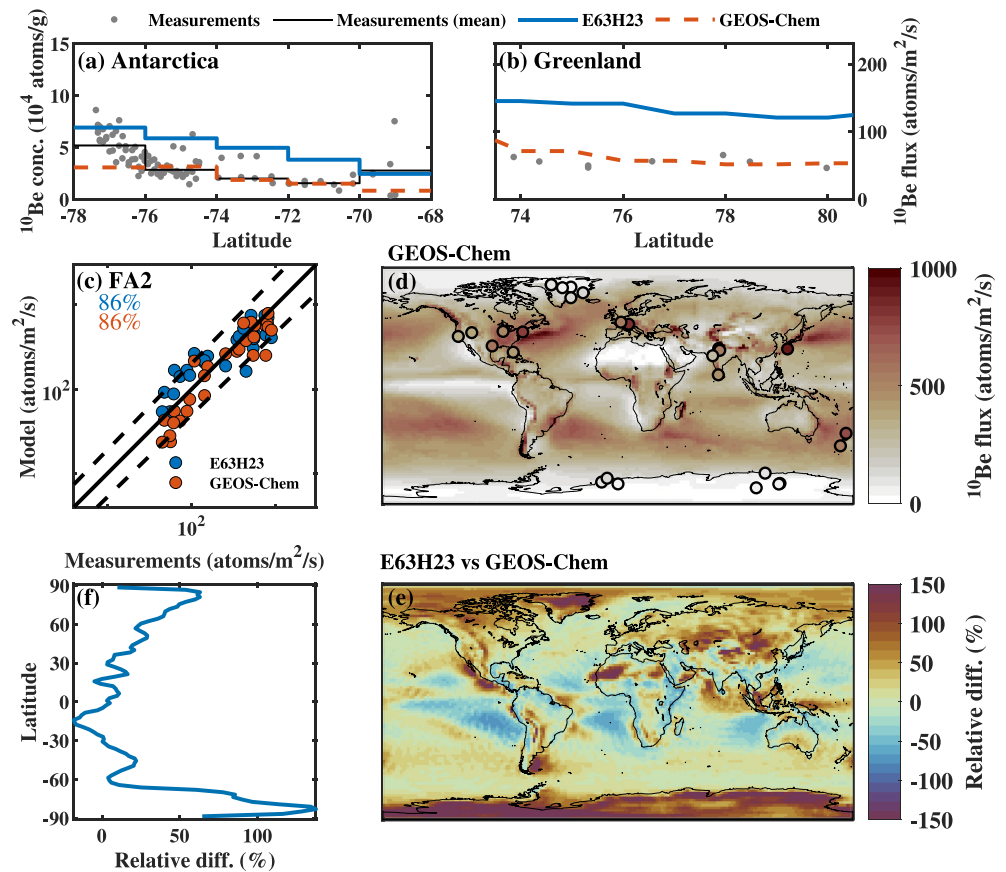 Measurements Measurements (mean) E63H23 GEOS-Chem
(a) Antarctica
15
10
5
0
¹⁰Be conc. (10⁴ atoms/g)
-78 -76 -74 -72 -70 -68
Latitude
(b) Greenland
200
100
0
¹⁰Be flux (atoms/m²/s)
74 76 78 80
Latitude
(c) FA2
86%
86%
10²
Model (atoms/m²/s)
E63H23
GEOS-Chem
10²
Measurements (atoms/m²/s)
GEOS-Chem
(d)
1000
500
0
¹⁰Be flux (atoms/m²/s)
(f)
90
60
30
0
-30
-60
-90
Latitude
0 50 100
Relative diff. (%)
E63H23 vs GEOS-Chem
(e)
150
100
50
0
-50
-100
-150
Relative diff. (%)